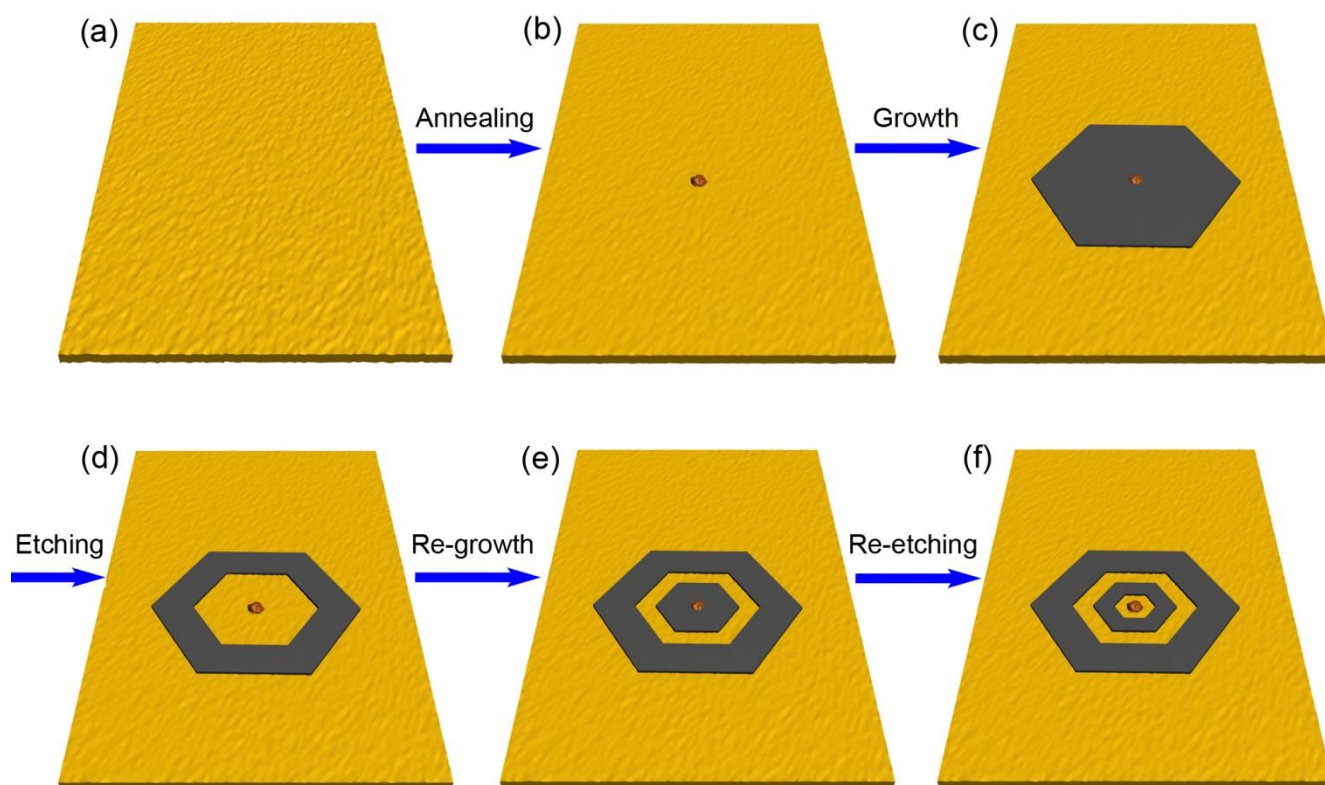 (a)
Annealing
(b)
Growth
(c)
Etching
(d)
Re-growth
(e)
Re-etching
(f)